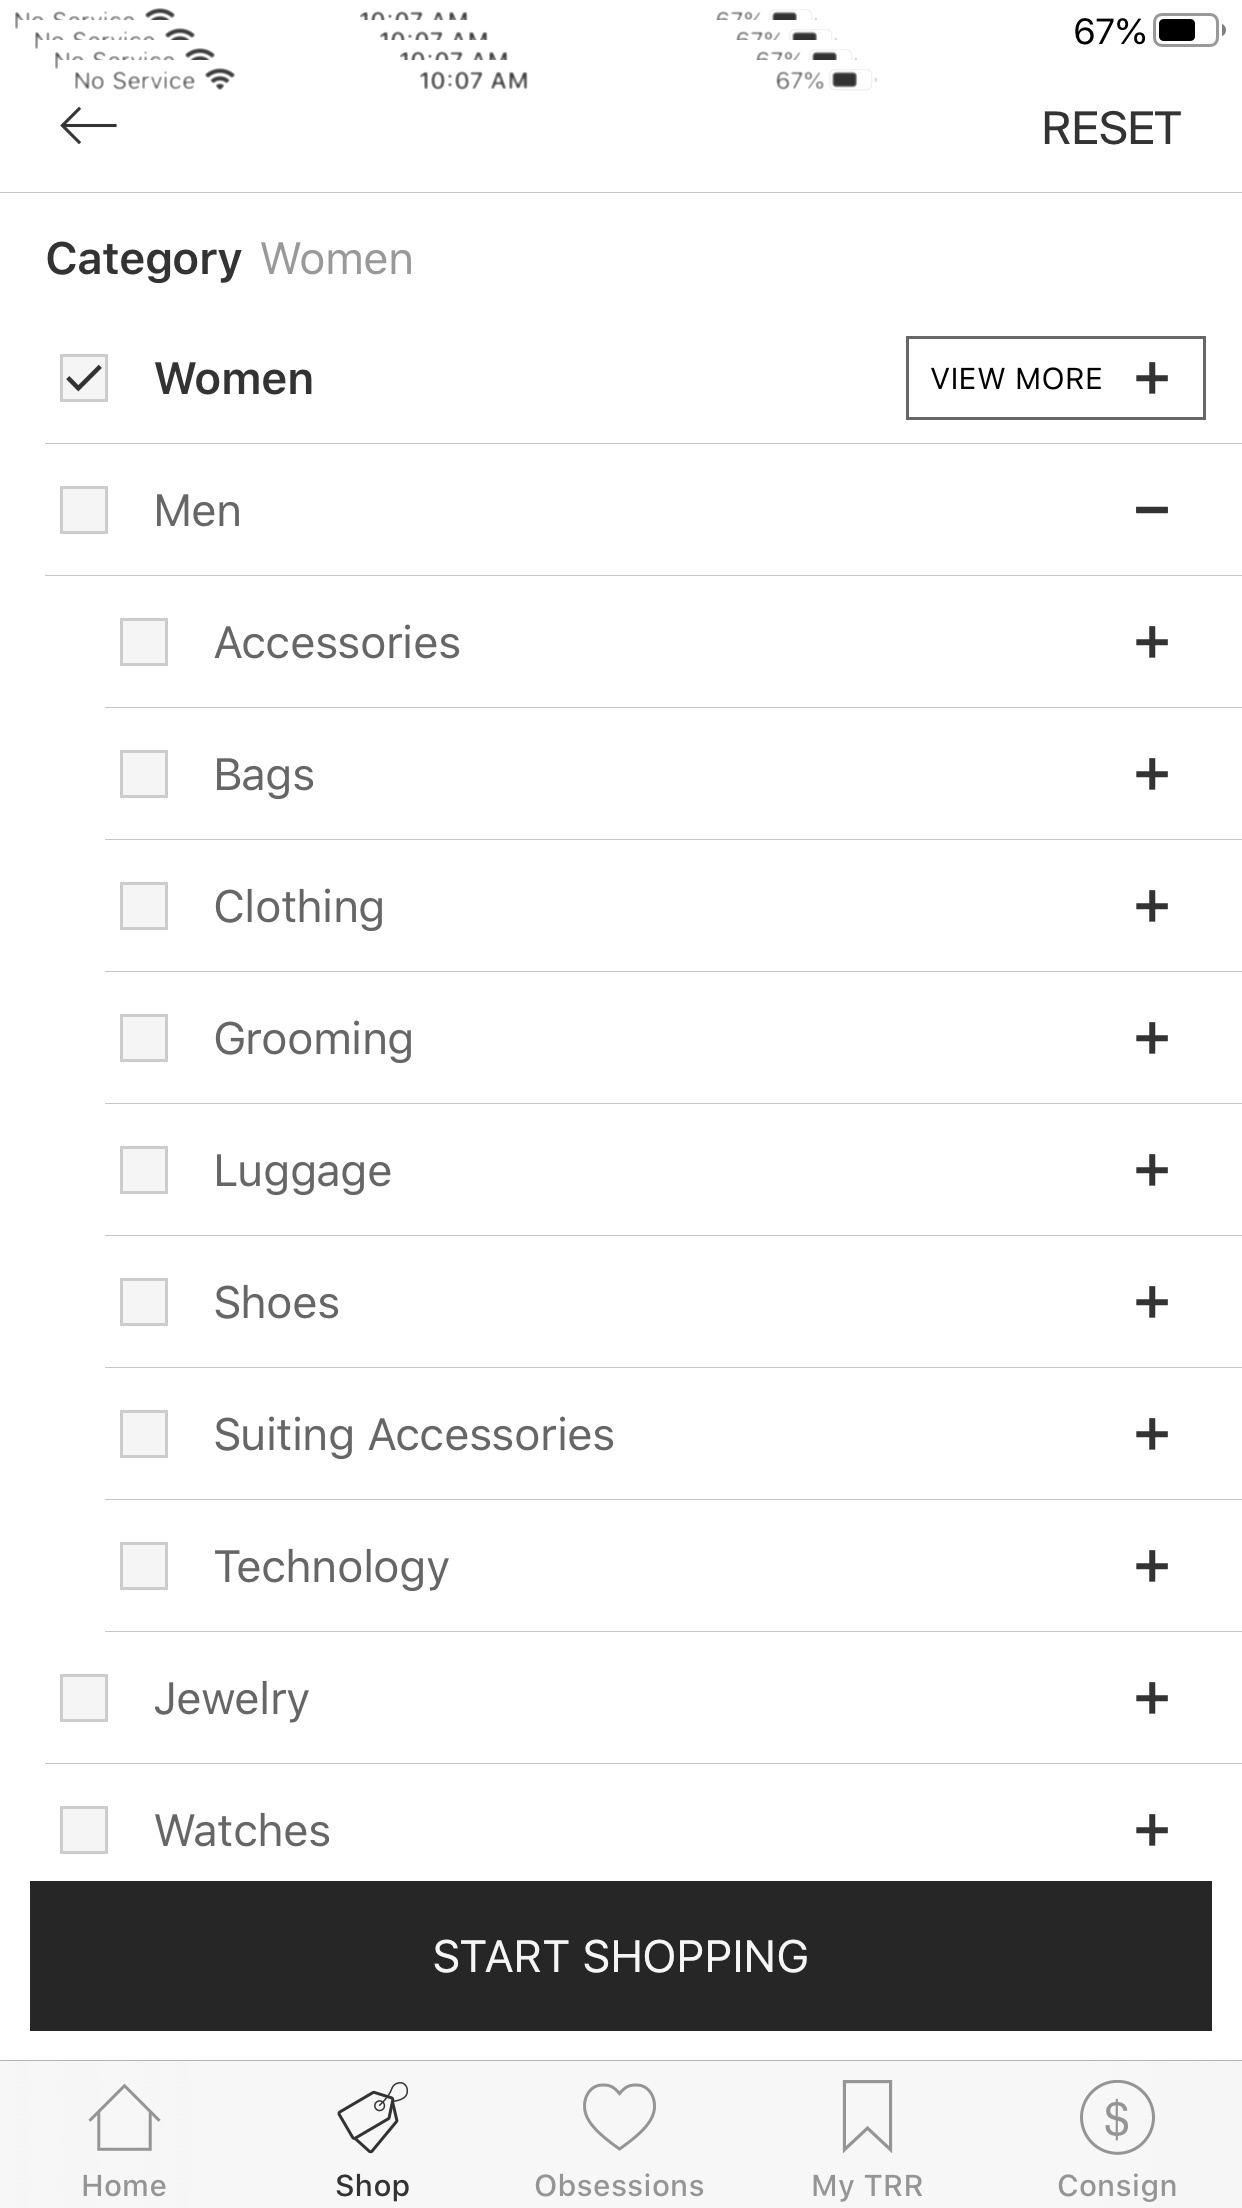 No Service 10:07 AM 67% 67%
No Service 10:07 AM 67%
No Service 10:07 AM 67%
No Service 10:07 AM 67%
RESET
Category Women
Women VIEW MORE +
Men −
Accessories +
Bags +
Clothing +
Grooming +
Luggage +
Shoes +
Suiting Accessories +
Technology +
Jewelry +
Watches +
START SHOPPING
$
Home Shop Obsessions My TRR Consign